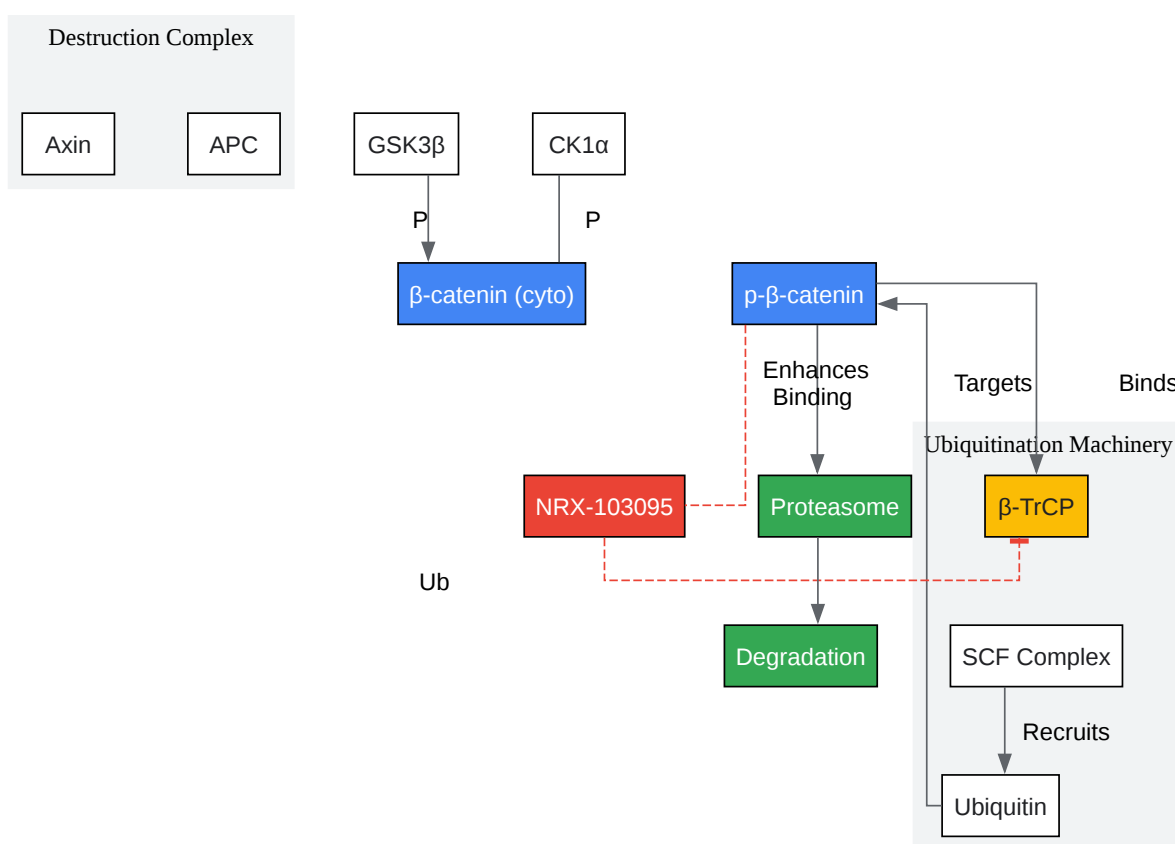 Destruction Complex
Axin
APC
GSK3β
CK1α
P
P
β-catenin (cyto)
p-β-catenin
Enhances
Binding
Targets
Binds
Ubiquitination Machinery
NRX-103095
Proteasome
β-TrCP
Ub
Degradation
SCF Complex
Recruits
Ubiquitin